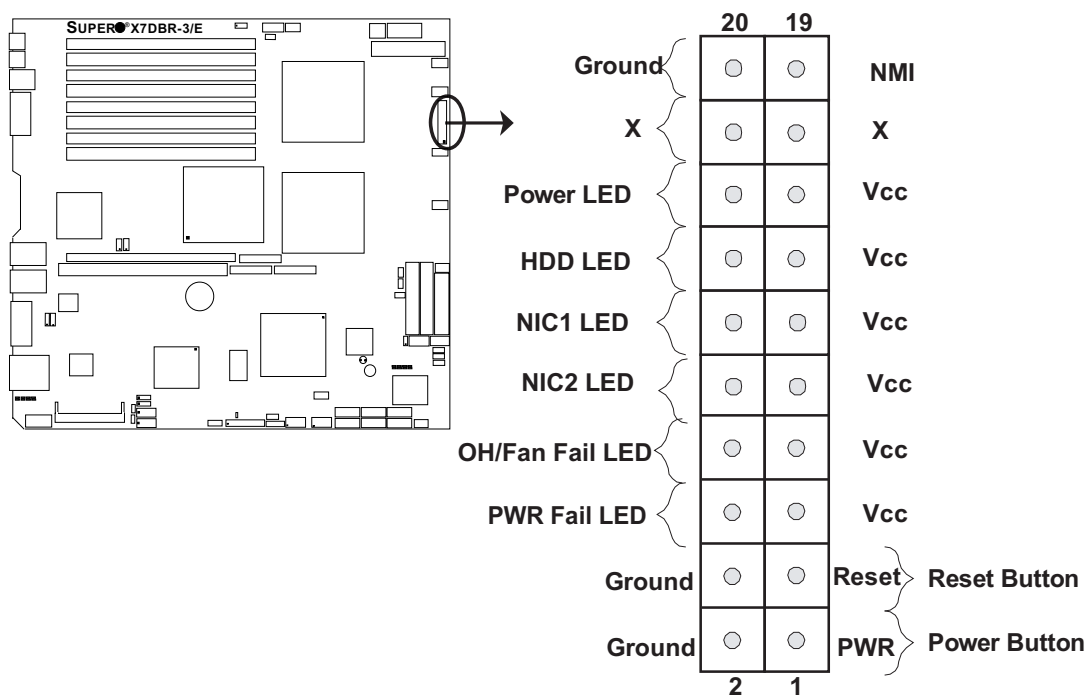 SUPER® X7DBR-3/E
20 19
Ground NMI
X X
Power LED Vcc
HDD LED Vcc
NIC1 LED Vcc
NIC2 LED Vcc
OH/Fan Fail LED Vcc
PWR Fail LED Vcc
Ground Reset Reset Button
Ground PWR Power Button
2 1